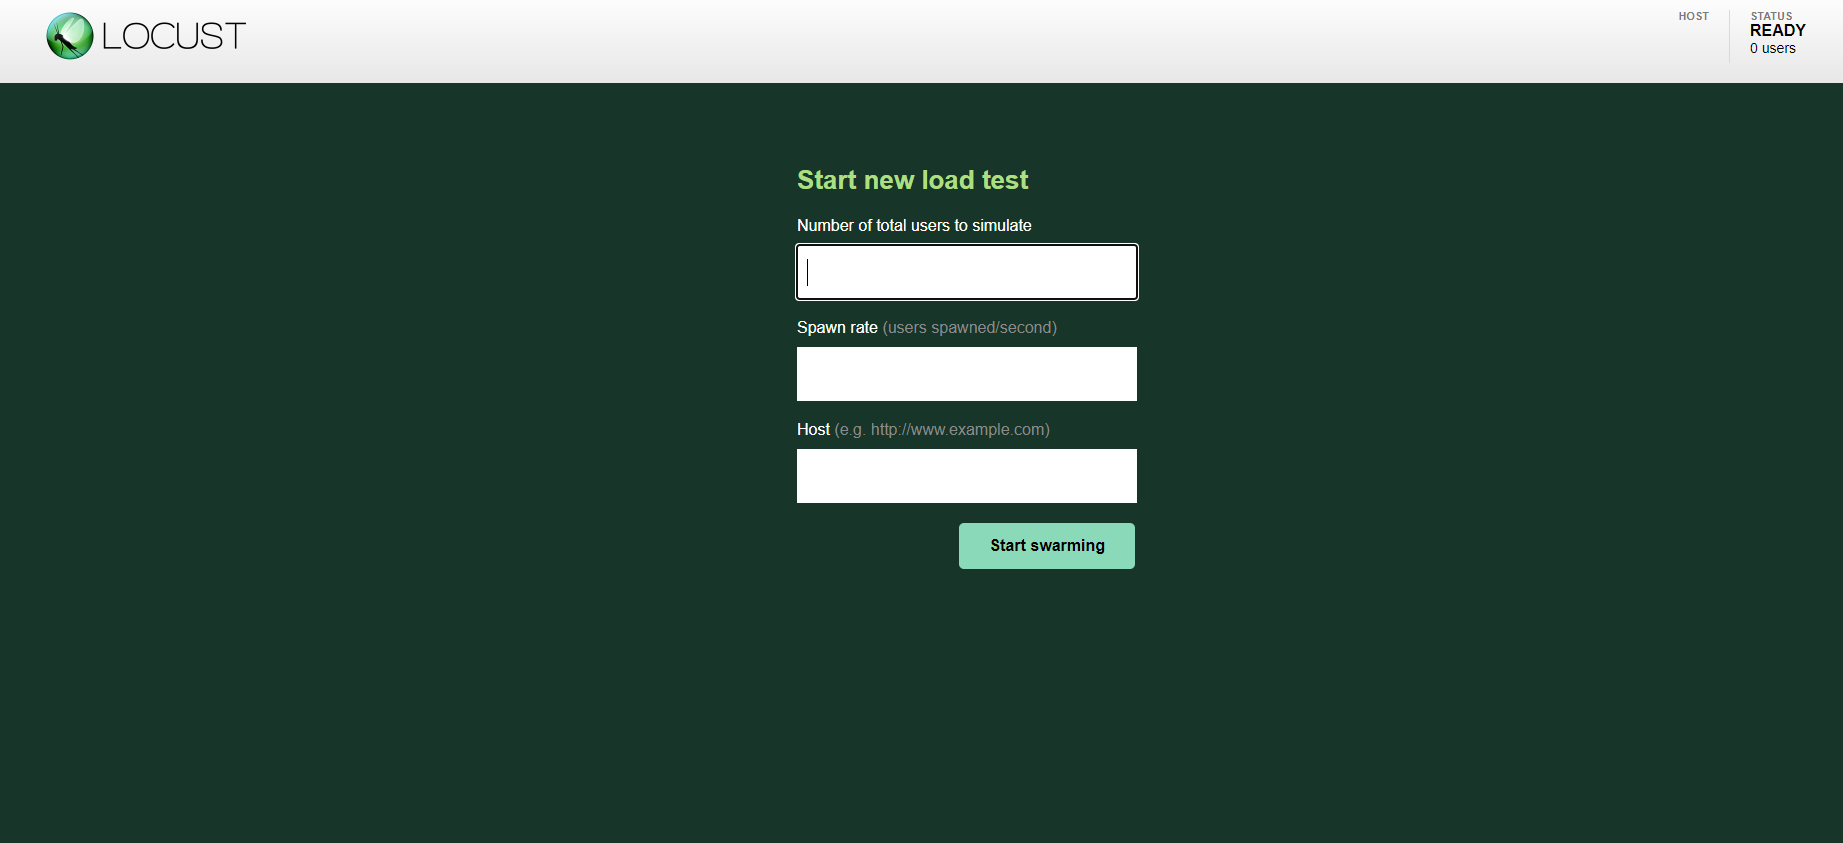 LOCUST
HOST
STATUS
READY
0 users
Start new load test
Number of total users to simulate
Spawn rate (users spawned/second)
Host (e.g. http://www.example.com)
Start swarming